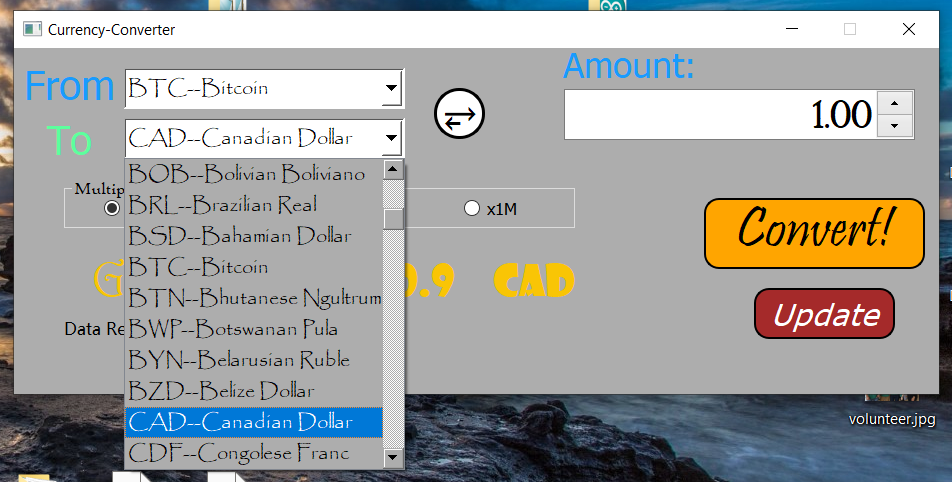 Currency-Converter
From
BTC--Bitcoin
Amount:
1.00
To
CAD--Canadian Dollar
BOB--Bolivian Boliviano
BRL--Brazilian Real
BSD--Bahamian Dollar
BTC--Bitcoin
BTN--Bhutanese Ngultrum
BWP--Botswanan Pula
BYN--Belarusian Ruble
BZD--Belize Dollar
CAD--Canadian Dollar
CDF--Congolese Franc
x1M
Convert!
.9 CAD
Data
Update
volunteer.jpg